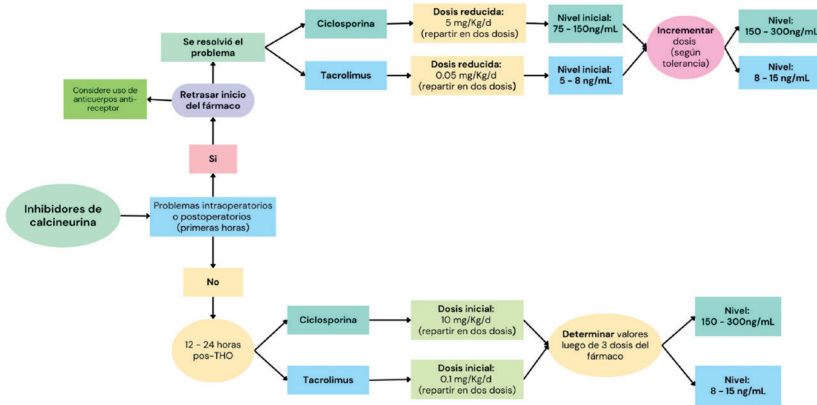 Inhibidores de
calcineurina
Problemas intraoperatorios
o postoperatorios
(primeras horas)
Si
Retrasar inicio
del fármaco
Considere uso de
anticuerpos anti-
receptor
Se resolvió el
problema
Ciclosporina
Dosis reducida:
5 mg/Kg/d
(repartir en dos dosis)
Nivel inicial:
75 - 150ng/mL
Tacrolimus
Dosis reducida:
0.05 mg/Kg/d
(repartir en dos dosis)
Nivel inicial:
5 - 8 ng/mL
Incrementar
dosis
(según
tolerancia)
Nivel:
150 - 300ng/mL
Nivel:
8 - 15 ng/mL
No
12 - 24 horas
pos-THO
Ciclosporina
Dosis inicial:
10 mg/Kg/d
(repartir en dos dosis)
Tacrolimus
Dosis inicial:
0.1 mg/Kg/d
(repartir en dos dosis)
Determinar valores
luego de 3 dosis del
fármaco
Nivel:
150 - 300ng/mL
Nivel:
8 - 15 ng/mL